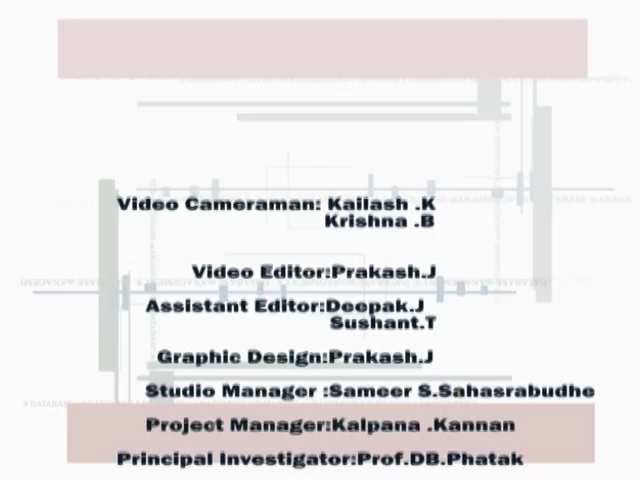 Video Cameraman: Kailash .K
Krishna .B
Video Editor:Prakash.J
Assistant Editor:Deepak.J
Sushant.T
Graphic Design:Prakash.J
Studio Manager :Sameer S.Sahasrabudhe
Project Manager:Kalpana .Kannan
Principal Investigator:Prof.DB.Phatak